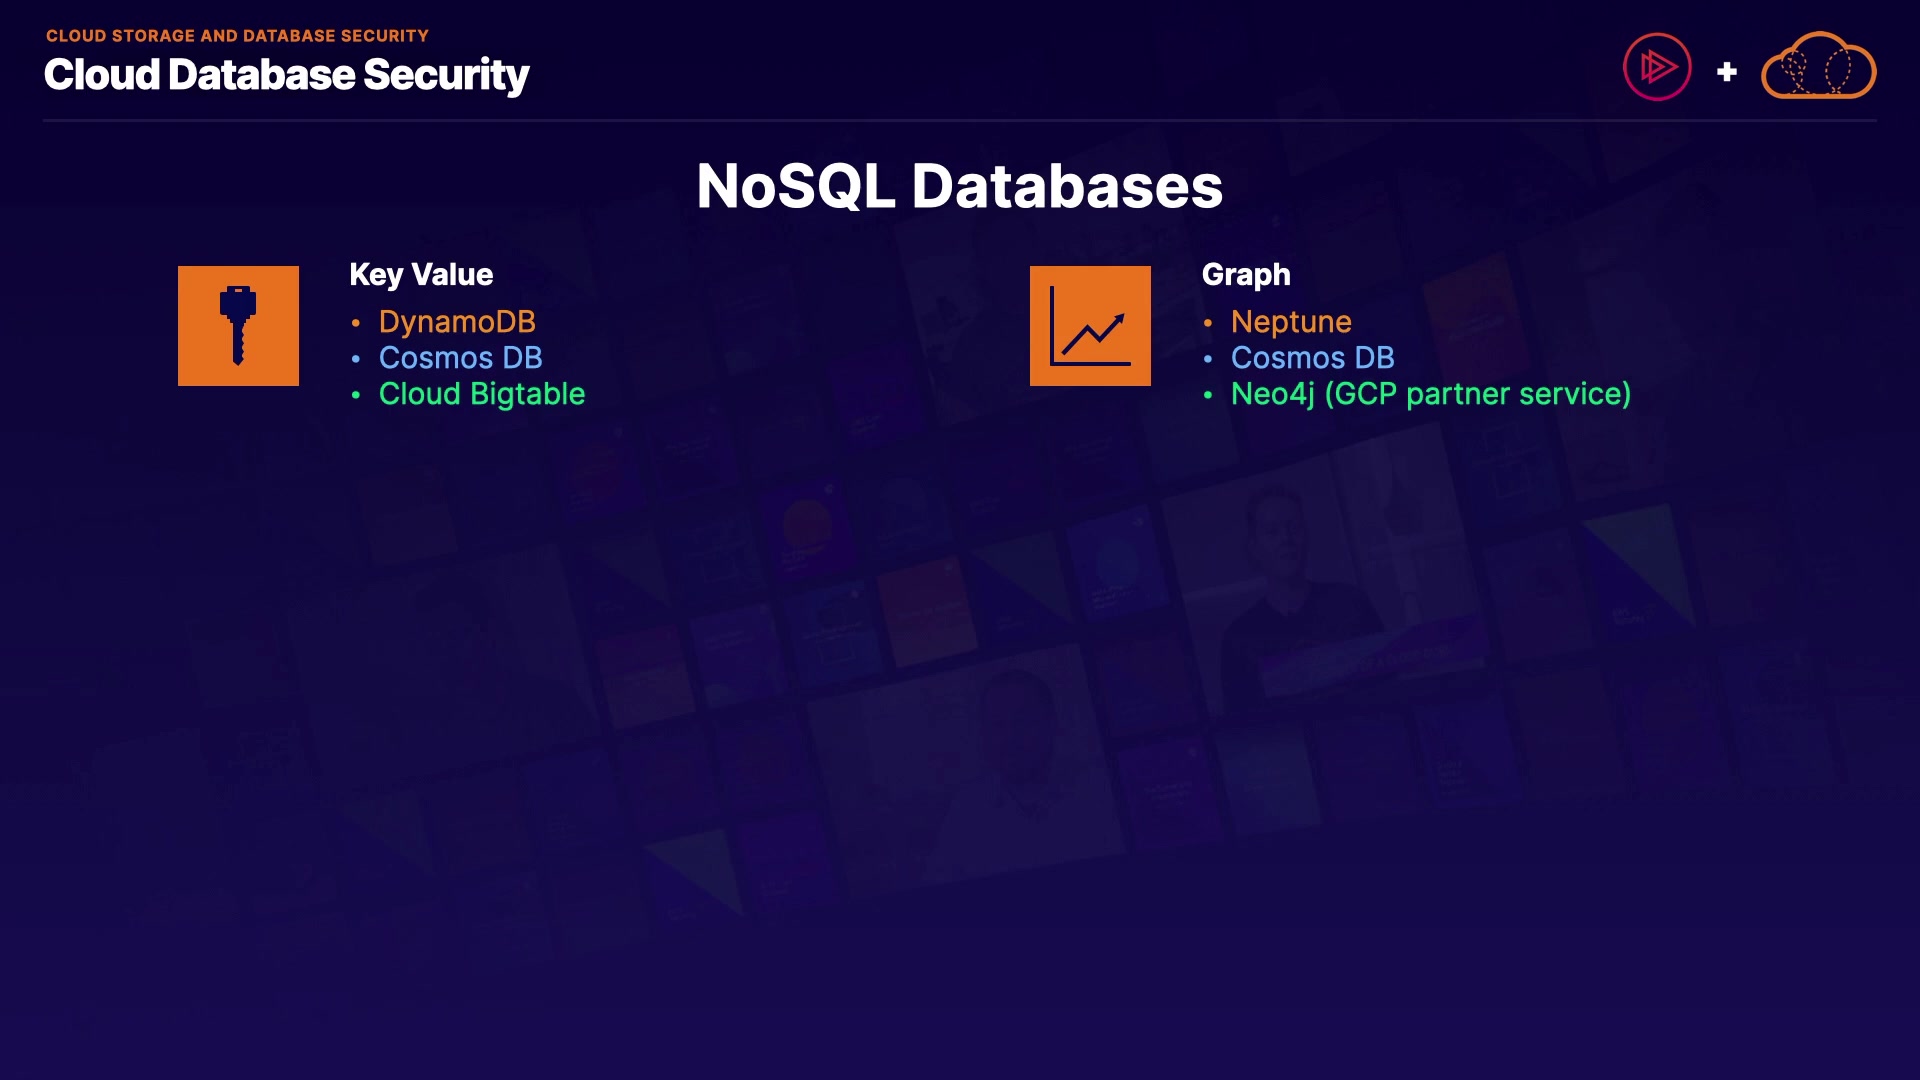 CLOUD STORAGE AND DATABASE SECURITY
Cloud Database Security
NoSQL Databases
Key Value
• DynamoDB
• Cosmos DB
• Cloud Bigtable
Graph
• Neptune
• Cosmos DB
• Neo4j (GCP partner service)